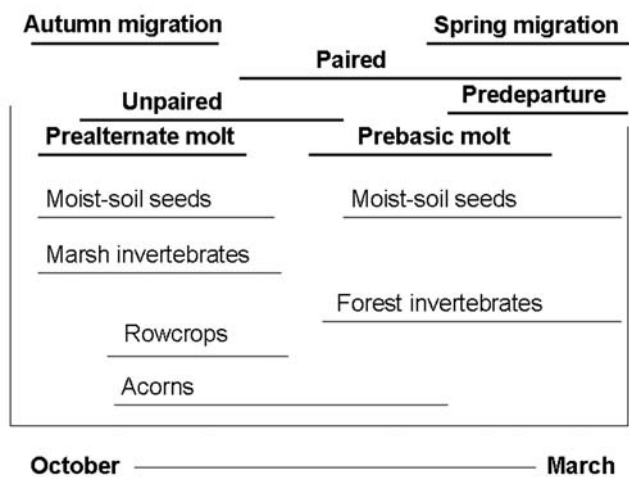 Autumn migration
Spring migration
Paired
Unpaired
Predeparture
Prealternate molt
Prebasic molt
Moist-soil seeds
Moist-soil seeds
Marsh invertebrates
Forest invertebrates
Rowcrops
Acorns
October
March